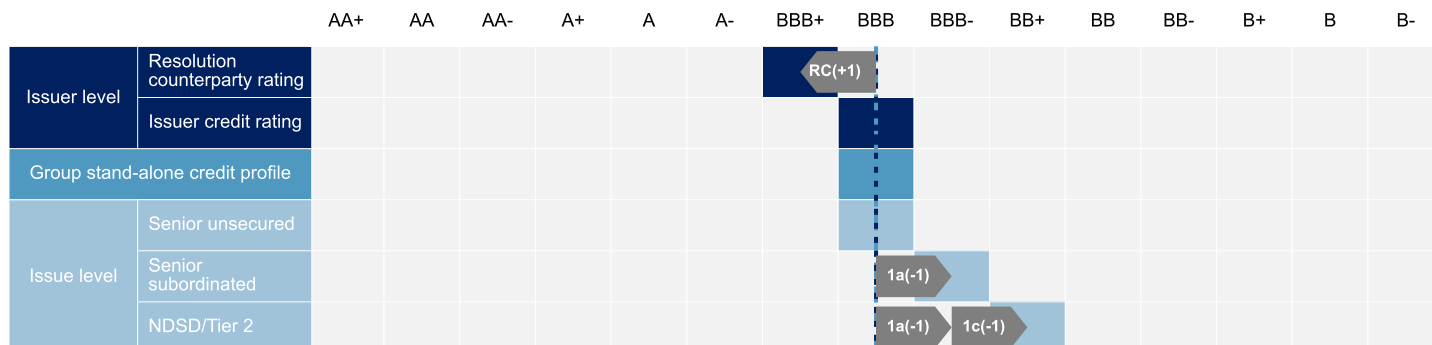 AA+ AA AA- A+ A A- BBB+ BBB BBB- BB+ BB BB- B+ B B-
Issuer level
Resolution
counterparty rating
RC(+1)
Issuer credit rating
Group stand-alone credit profile
Issue level
Senior unsecured
Senior
subordinated
1a(-1)
NDSD/Tier 2
1a(-1) 1c(-1)